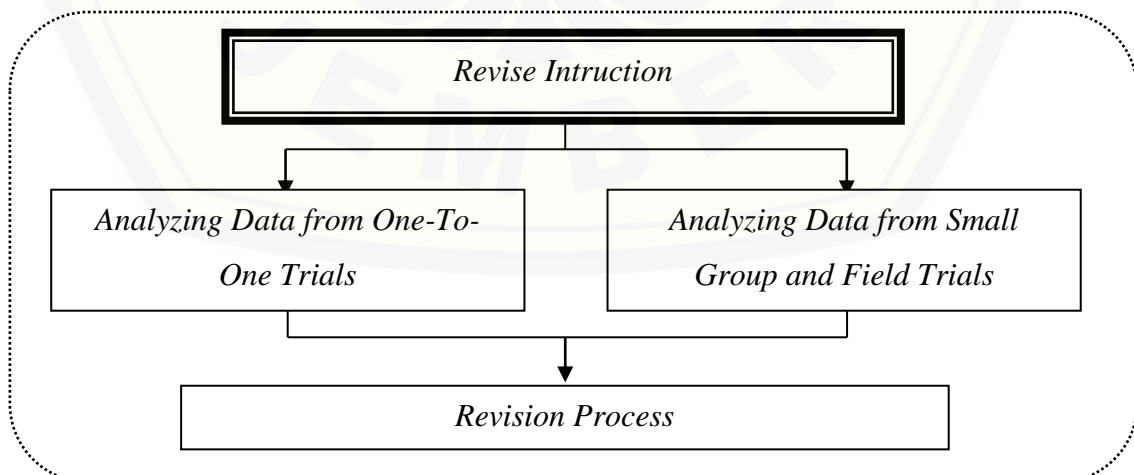 Revise Intruction
Analyzing Data from One-To-
One Trials
Analyzing Data from Small
Group and Field Trials
Revision Process
JEMBER